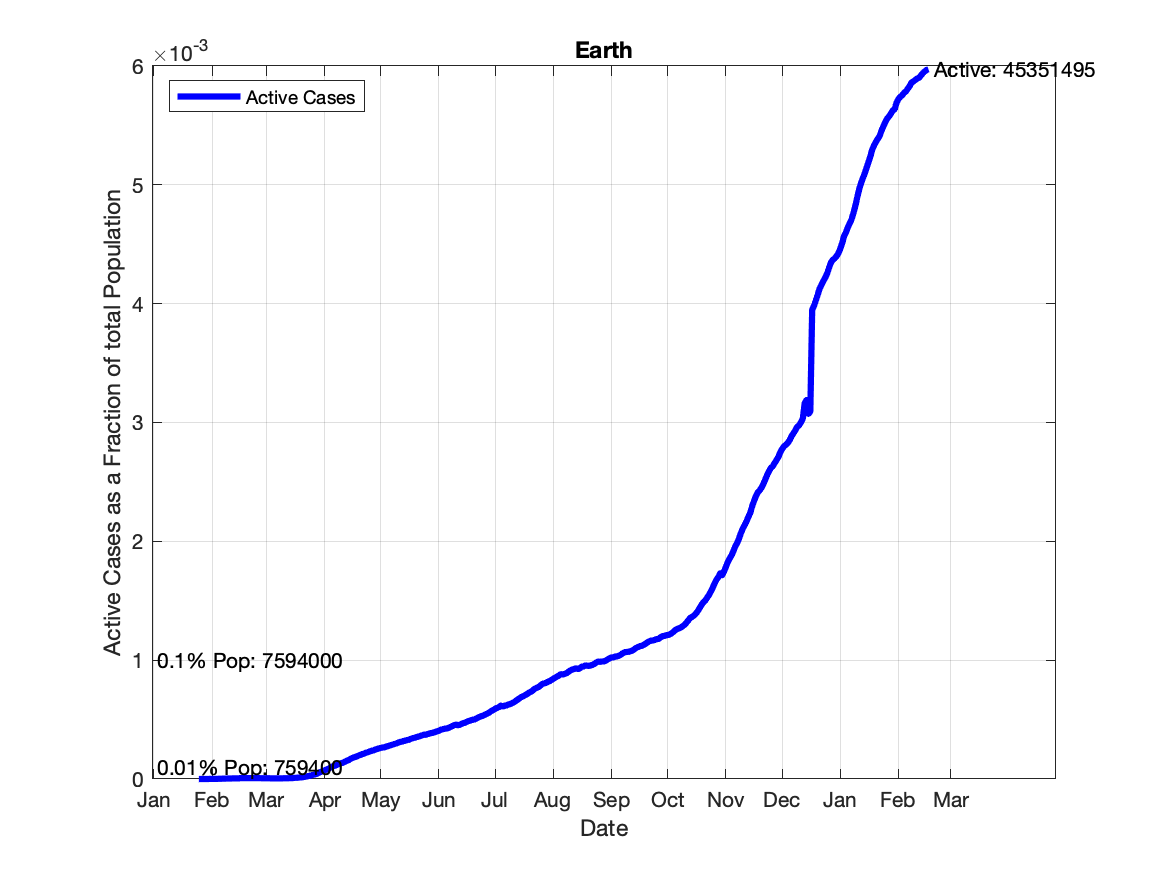 Earth
×10-3
6
5
4
3
2
1
0
Active Cases as a Fraction of total Population
Active Cases
Active: 45351495
0.1% Pop: 7594000
0.01% Pop: 759400
Jan Feb Mar Apr May Jun Jul Aug Sep Oct Nov Dec Jan Feb Mar
Date